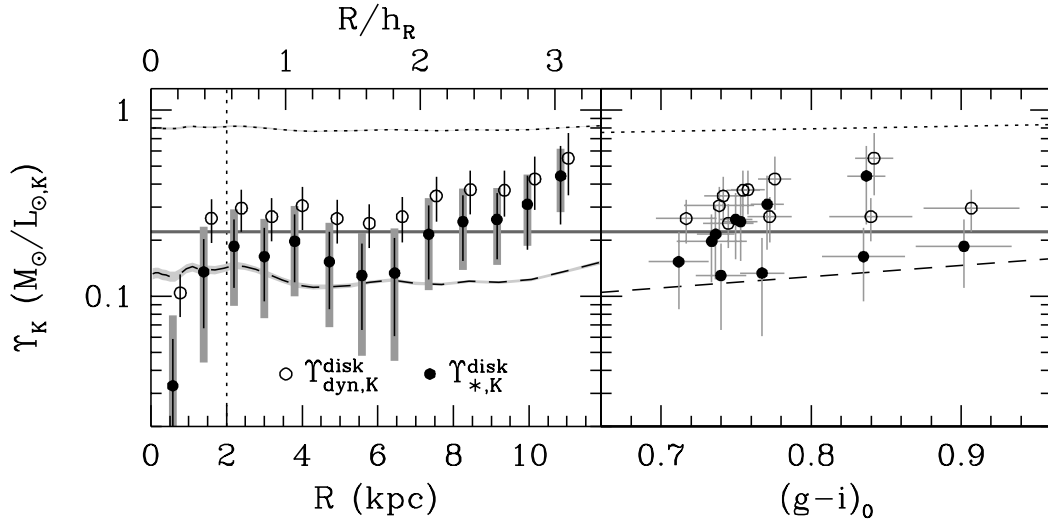 R/h_R
0 1 2 3
1
0.1
ϒ_K (M_⊙/L_⊙,K)
ϒ^disk_dyn,K ϒ^disk_*,K
0 2 4 6 8 10 0.7 0.8 0.9
R (kpc) (g−i)_0